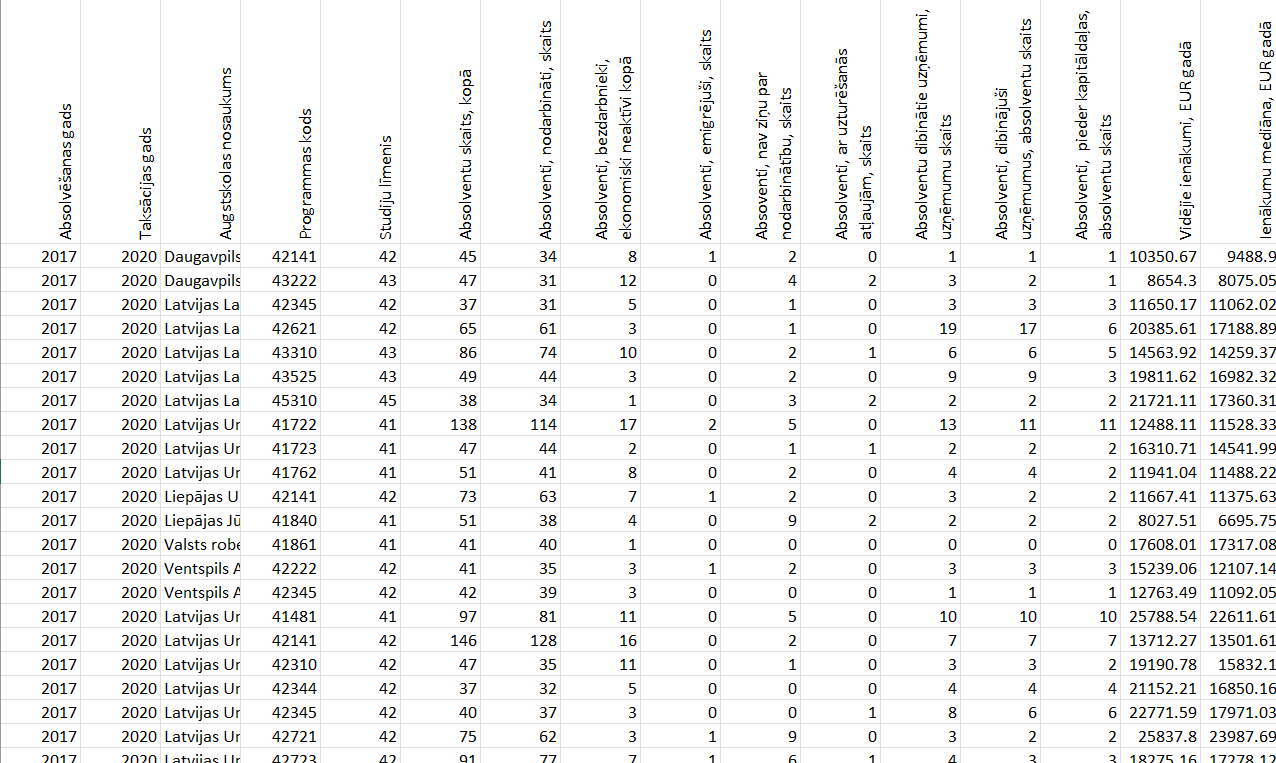 Absolvēšanas gads
Taksācijas gads
Augstskolas nosaukums
Programmas kods
Studiju līmenis
Absolventu skaits, kopā
Absolventi, nodarbināti, skaits
Absolventi, bezdarbnieki,
ekonomiski neaktīvi kopā
Absolventi, emigrējuši, skaits
Absoventi, nav ziņu par
nodarbinātību, skaits
Absolventi, ar uzturēšanās
atļaujām, skaits
Absolventu dibinātie uzņēmumi,
uzņēmumu skaits
Absolventi, dibinājuši
uzņēmumus, absolventu skaits
Absolventi, pieder kapitāldaļas,
absolventu skaits
Vidējie ienākumi, EUR gadā
Ienākumu mediāna, EUR gadā
2017 2020 Daugavpils 42141 42 45 34 8 1 2 0 1 1 1 10350.67 9488.9
2017 2020 Daugavpils 43222 43 47 31 12 0 4 2 3 2 1 8654.3 8075.05
2017 2020 Latvijas La 42345 42 37 31 5 0 1 0 3 3 3 11650.17 11062.02
2017 2020 Latvijas La 42621 42 65 61 3 0 1 0 19 17 6 20385.61 17188.89
2017 2020 Latvijas La 43310 43 86 74 10 0 2 1 6 6 5 14563.92 14259.37
2017 2020 Latvijas La 43525 43 49 44 3 0 2 0 9 9 3 19811.62 16982.32
2017 2020 Latvijas La 45310 45 38 34 1 0 3 2 2 2 2 21721.11 17360.31
2017 2020 Latvijas Un 41722 41 138 114 17 2 5 0 13 11 11 12488.11 11528.33
2017 2020 Latvijas Un 41723 41 47 44 2 0 1 1 2 2 2 16310.71 14541.99
2017 2020 Latvijas Un 41762 41 51 41 8 0 2 0 4 4 2 11941.04 11488.22
2017 2020 Liepājas U 42141 42 73 63 7 1 2 0 3 2 2 11667.41 11375.63
2017 2020 Liepājas Jū 41840 41 51 38 4 0 9 2 2 2 2 8027.51 6695.75
2017 2020 Valsts robe 41861 41 41 40 1 0 0 0 0 0 0 17608.01 17317.08
2017 2020 Ventspils A 42222 42 41 35 3 1 2 0 3 3 3 15239.06 12107.14
2017 2020 Ventspils A 42345 42 42 39 3 0 0 0 1 1 1 12763.49 11092.05
2017 2020 Latvijas Un 41481 41 97 81 11 0 5 0 10 10 10 25788.54 22611.61
2017 2020 Latvijas Un 42141 42 146 128 16 0 2 0 7 7 7 13712.27 13501.61
2017 2020 Latvijas Un 42310 42 47 35 11 0 1 0 3 3 2 19190.78 15832.1
2017 2020 Latvijas Un 42344 42 37 32 5 0 0 0 4 4 4 21152.21 16850.16
2017 2020 Latvijas Un 42345 42 40 37 3 0 0 1 8 6 6 22771.59 17971.03
2017 2020 Latvijas Un 42721 42 75 62 3 1 9 0 3 2 2 25837.8 23987.69
2017 2020 Latvijas Un 42723 42 91 77 7 1 6 1 4 3 3 18275.16 17278.12